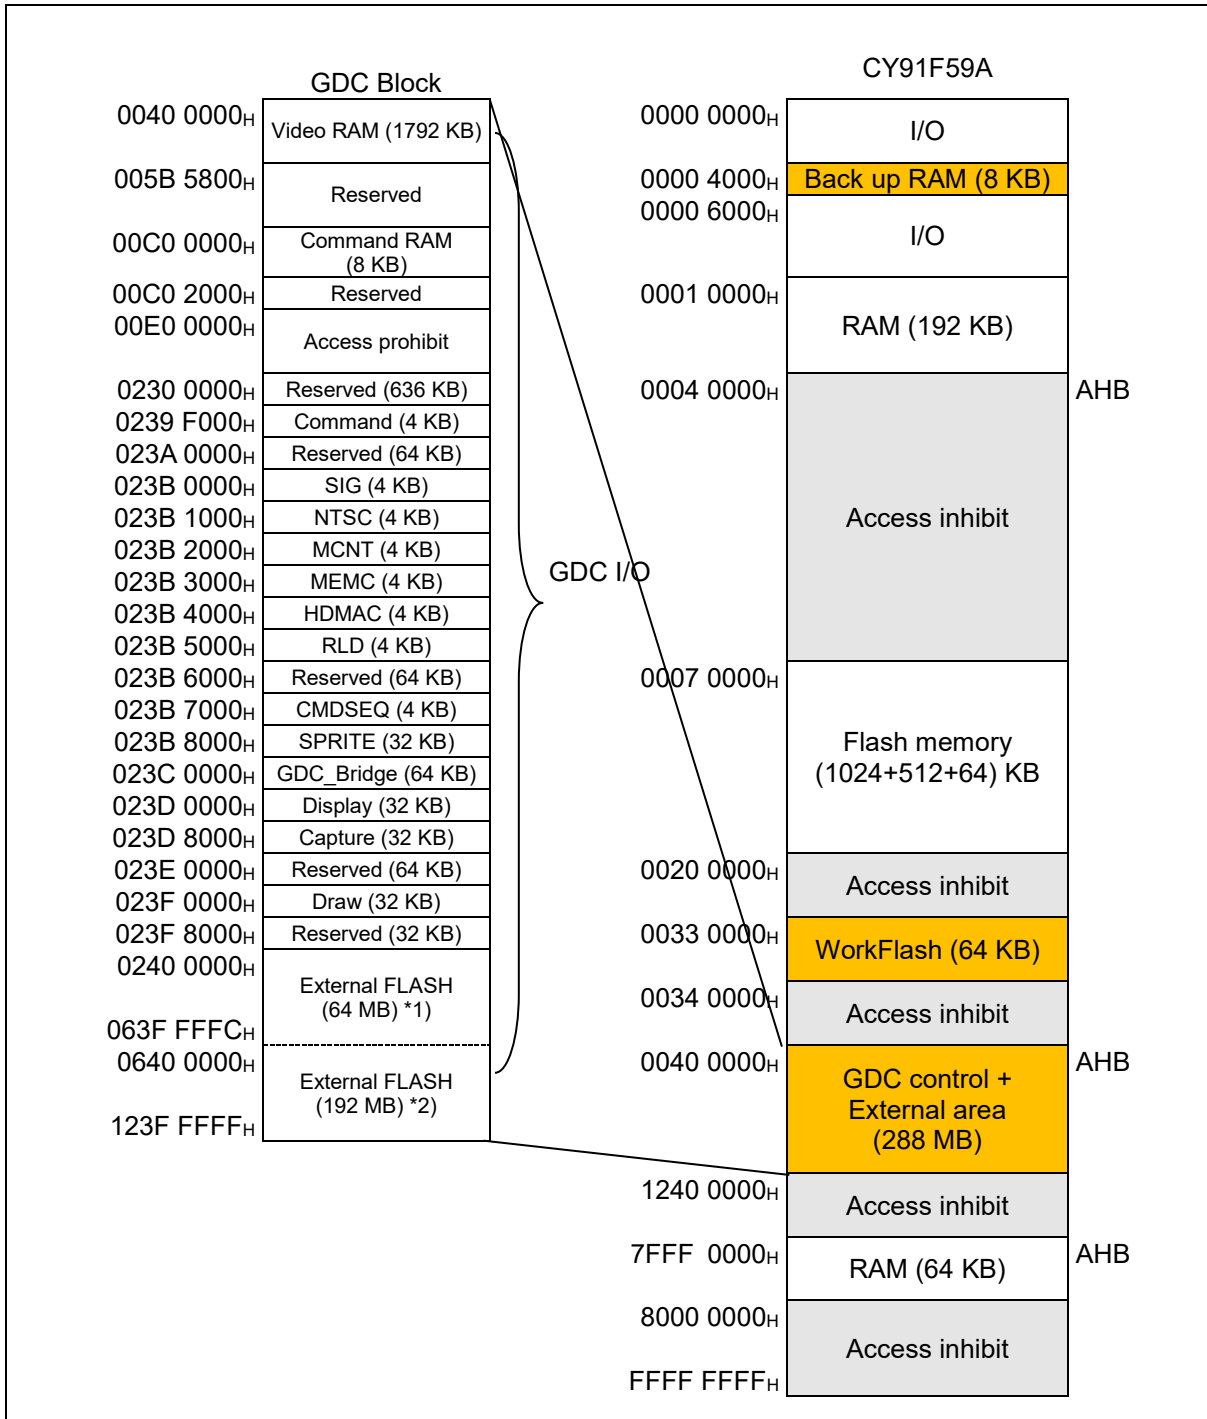 GDC Block
0040 0000H
Video RAM (1792 KB)
005B 5800H
Reserved
00C0 0000H
Command RAM
(8 KB)
00C0 2000H
Reserved
00E0 0000H
Access prohibit
0230 0000H
Reserved (636 KB)
0239 F000H
Command (4 KB)
023A 0000H
Reserved (64 KB)
023B 0000H
SIG (4 KB)
023B 1000H
NTSC (4 KB)
023B 2000H
MCNT (4 KB)
023B 3000H
MEMC (4 KB)
023B 4000H
HDMAC (4 KB)
023B 5000H
RLD (4 KB)
023B 6000H
Reserved (64 KB)
023B 7000H
CMDSEQ (4 KB)
023B 8000H
SPRITE (32 KB)
023C 0000H
GDC_Bridge (64 KB)
023D 0000H
Display (32 KB)
023D 8000H
Capture (32 KB)
023E 0000H
Reserved (64 KB)
023F 0000H
Draw (32 KB)
023F 8000H
Reserved (32 KB)
0240 0000H
External FLASH
(64 MB) *1)
063F FFFCH
0640 0000H
External FLASH
(192 MB) *2)
123F FFFFH
GDC I/O
CY91F59A
0000 0000H
I/O
0000 4000H
Back up RAM (8 KB)
0000 6000H
I/O
0001 0000H
RAM (192 KB)
0004 0000H
AHB
Access inhibit
0007 0000H
Flash memory
(1024+512+64) KB
0020 0000H
Access inhibit
0033 0000H
WorkFlash (64 KB)
0034 0000H
Access inhibit
0040 0000H
AHB
GDC control +
External area
(288 MB)
1240 0000H
Access inhibit
7FFF 0000H
AHB
RAM (64 KB)
8000 0000H
Access inhibit
FFFF FFFFH